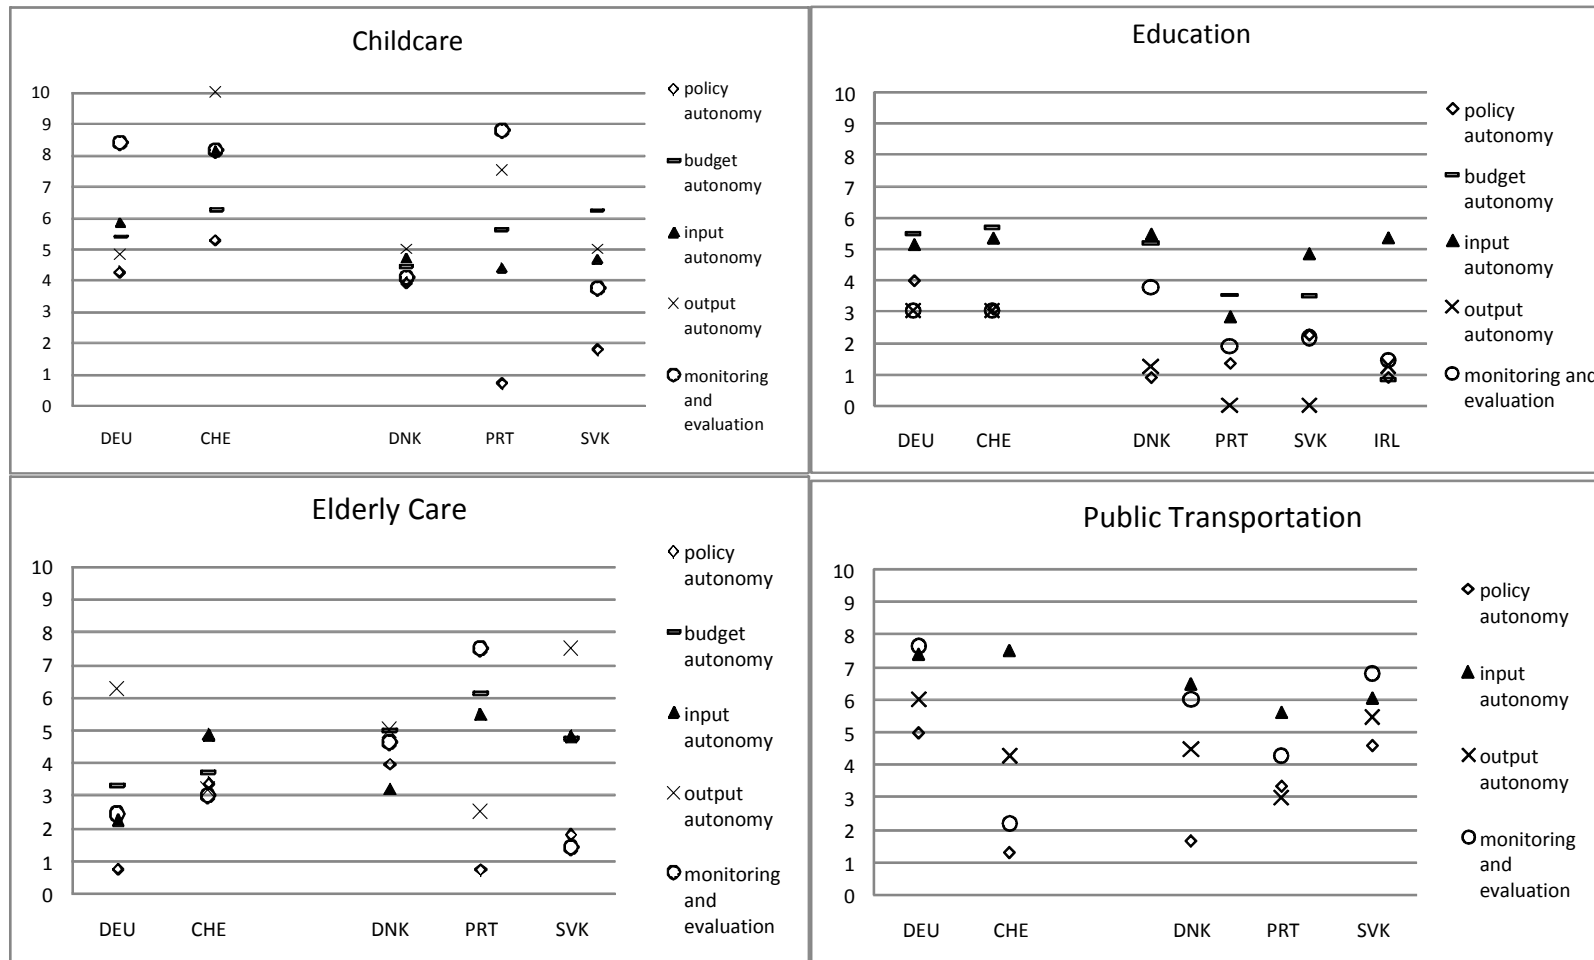 Childcare
10
9
8
7
6
5
4
3
2
1
0
DEU CHE DNK PRT SVK
policy
autonomy
budget
autonomy
input
autonomy
output
autonomy
monitoring
and
evaluation
Education
10
9
8
7
6
5
4
3
2
1
0
DEU CHE DNK PRT SVK IRL
policy
autonomy
budget
autonomy
input
autonomy
output
autonomy
monitoring and
evaluation
Elderly Care
10
9
8
7
6
5
4
3
2
1
0
DEU CHE DNK PRT SVK
policy
autonomy
budget
autonomy
input
autonomy
output
autonomy
monitoring
and
evaluation
Public Transportation
10
9
8
7
6
5
4
3
2
1
0
DEU CHE DNK PRT SVK
policy
autonomy
input
autonomy
output
autonomy
monitoring
and
evaluation